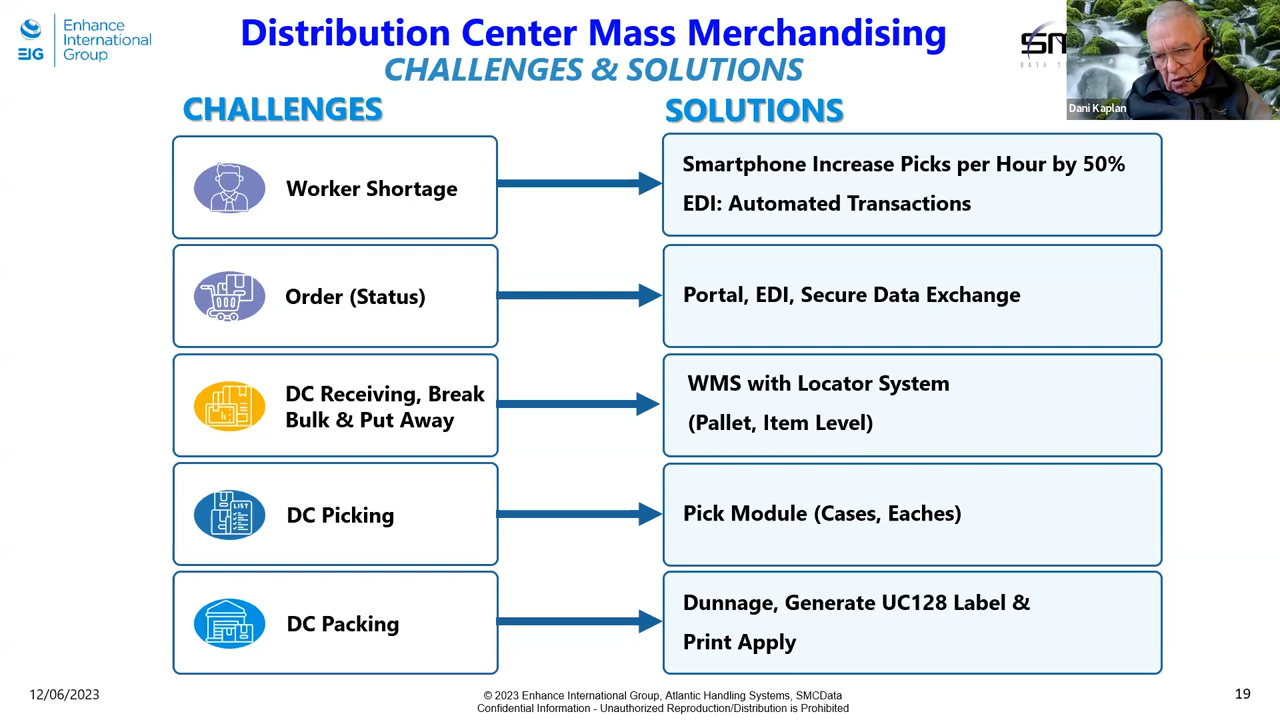 Enhance
International
Group
EIG
Distribution Center Mass Merchandising
CHALLENGES & SOLUTIONS
Dani Kaplan
CHALLENGES
SOLUTIONS
Worker Shortage
Smartphone Increase Picks per Hour by 50%
EDI: Automated Transactions
Order (Status)
Portal, EDI, Secure Data Exchange
DC Receiving, Break
Bulk & Put Away
WMS with Locator System
(Pallet, Item Level)
LIST
DC Picking
Pick Module (Cases, Eaches)
DC Packing
Dunnage, Generate UC128 Label &
Print Apply
12/06/2023
© 2023 Enhance International Group, Atlantic Handling Systems, SMCData
Confidential Information - Unauthorized Reproduction/Distribution is Prohibited
19